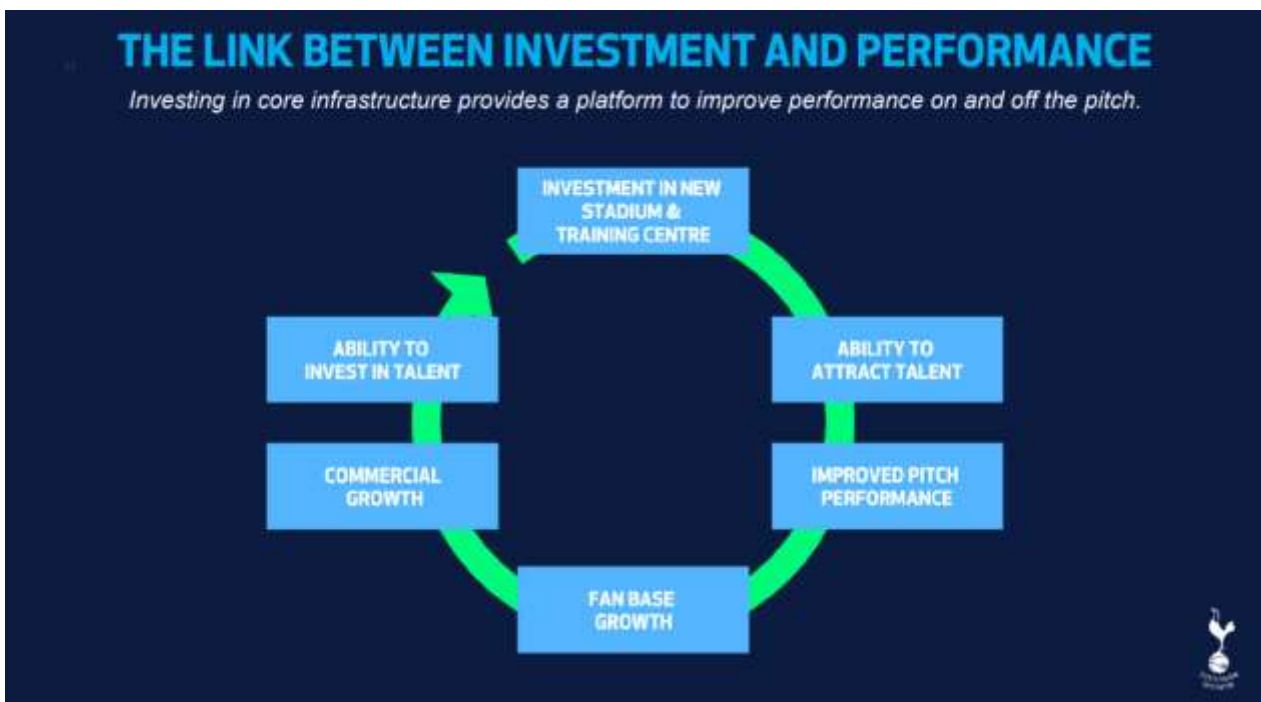 THE LINK BETWEEN INVESTMENT AND PERFORMANCE
Investing in core infrastructure provides a platform to improve performance on and off the pitch.
INVESTMENT IN NEW
STADIUM &
TRAINING CENTRE
ABILITY TO
INVEST IN TALENT
ABILITY TO
ATTRACT TALENT
COMMERCIAL
GROWTH
IMPROVED PITCH
PERFORMANCE
FAN BASE
GROWTH